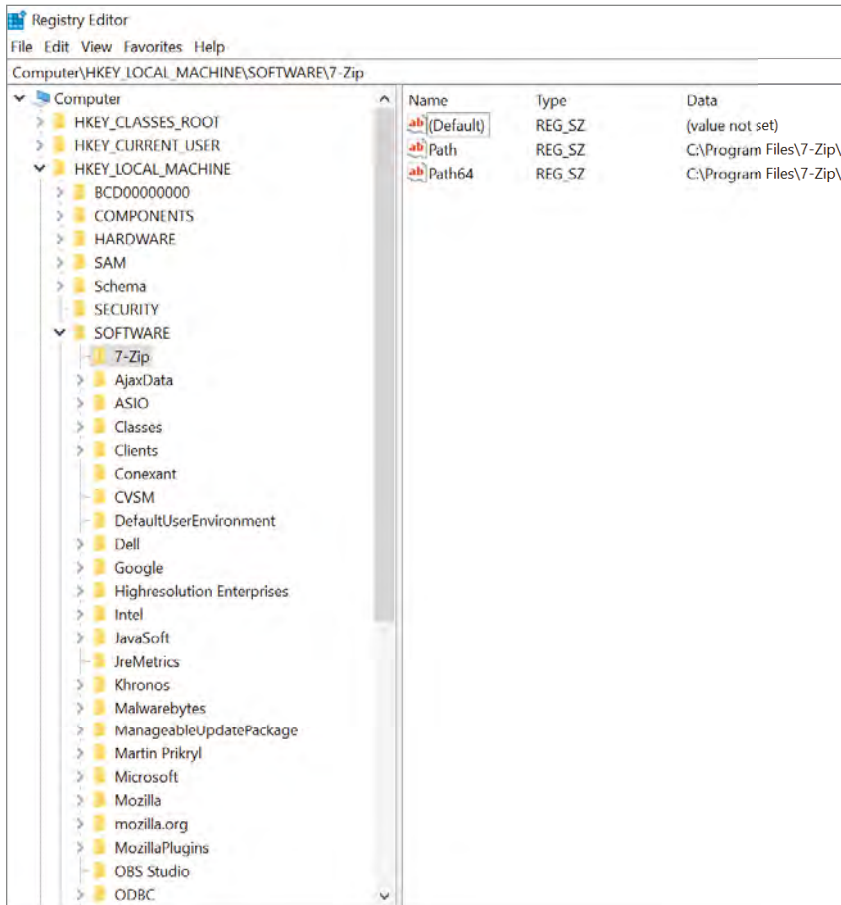 Registry Editor
File Edit View Favorites Help
Computer\HKEY_LOCAL_MACHINE\SOFTWARE\7-Zip
Computer
HKEY_CLASSES_ROOT
HKEY_CURRENT_USER
HKEY_LOCAL_MACHINE
BCD00000000
COMPONENTS
HARDWARE
SAM
Schema
SECURITY
SOFTWARE
7-Zip
AjaxData
ASIO
Classes
Clients
Conexant
CVSM
DefaultUserEnvironment
Dell
Google
Highresolution Enterprises
Intel
JavaSoft
JreMetrics
Khronos
Malwarebytes
ManageableUpdatePackage
Martin Prikryl
Microsoft
Mozilla
mozilla.org
MozillaPlugins
OBS Studio
ODBC
Name Type Data
ab (Default) REG_SZ (value not set)
ab Path REG_SZ C:\Program Files\7-Zip\
ab Path64 REG_SZ C:\Program Files\7-Zip\